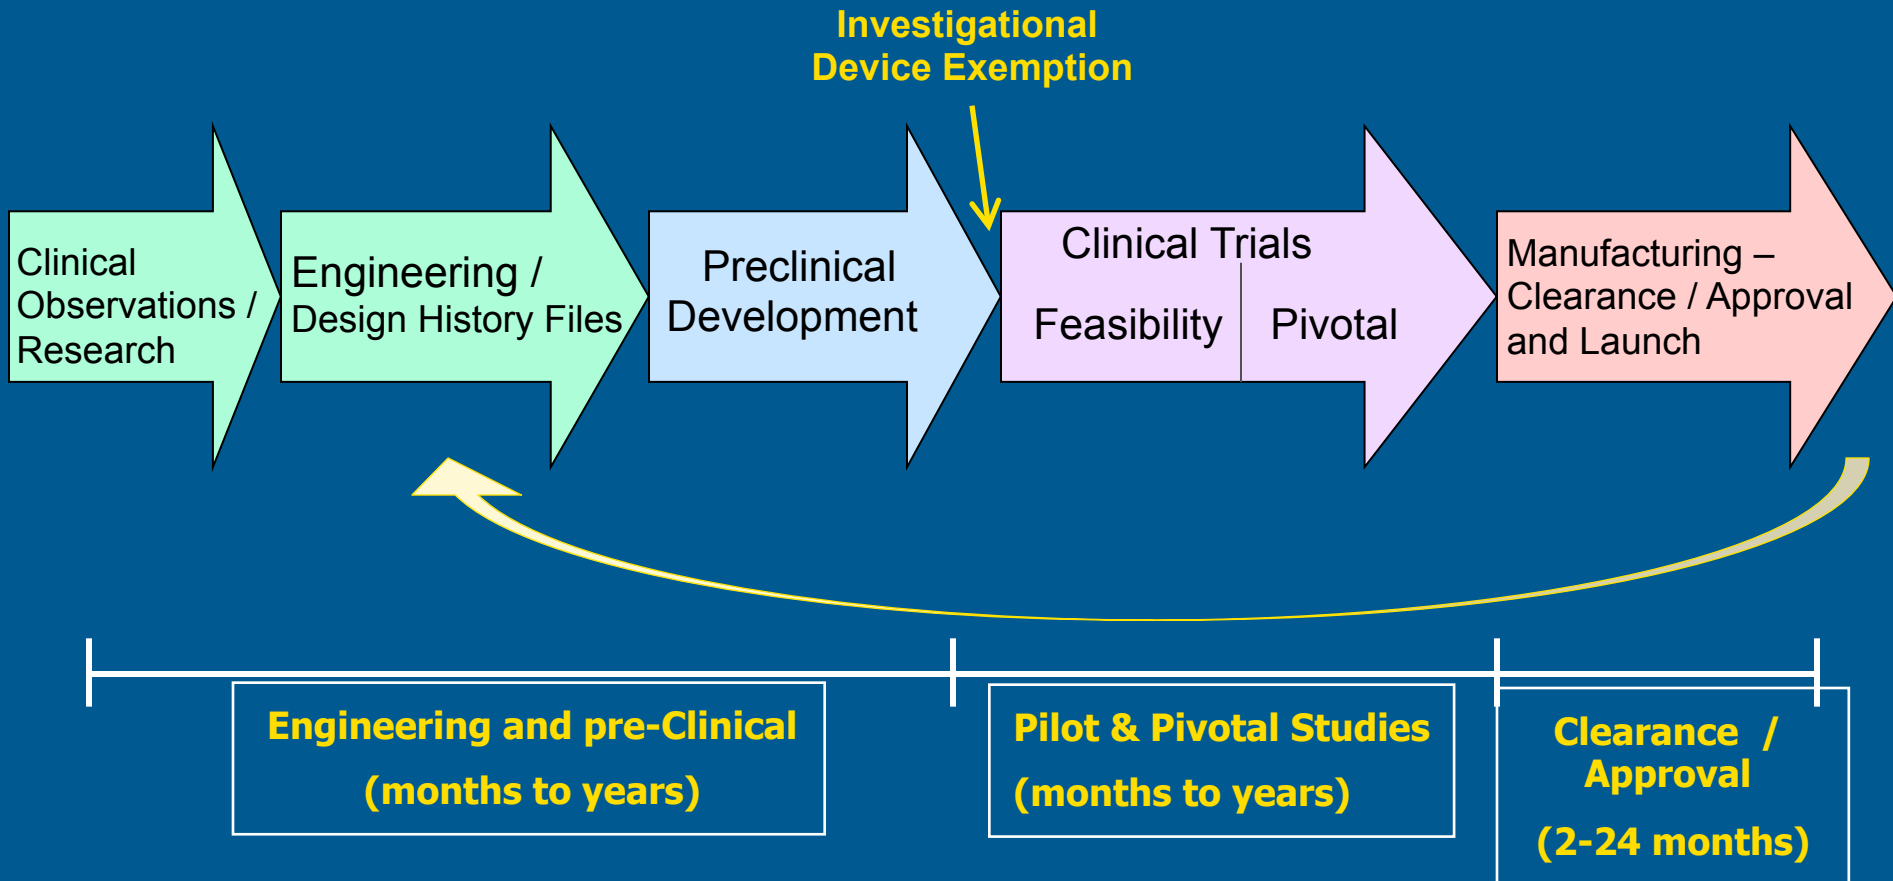 Investigational
Device Exemption
Clinical
Observations /
Research
Engineering /
Design History Files
Preclinical
Development
Clinical Trials
Feasibility
Pivotal
Manufacturing –
Clearance / Approval
and Launch
Engineering and pre-Clinical
(months to years)
Pilot & Pivotal Studies
(months to years)
Clearance /
Approval
(2-24 months)